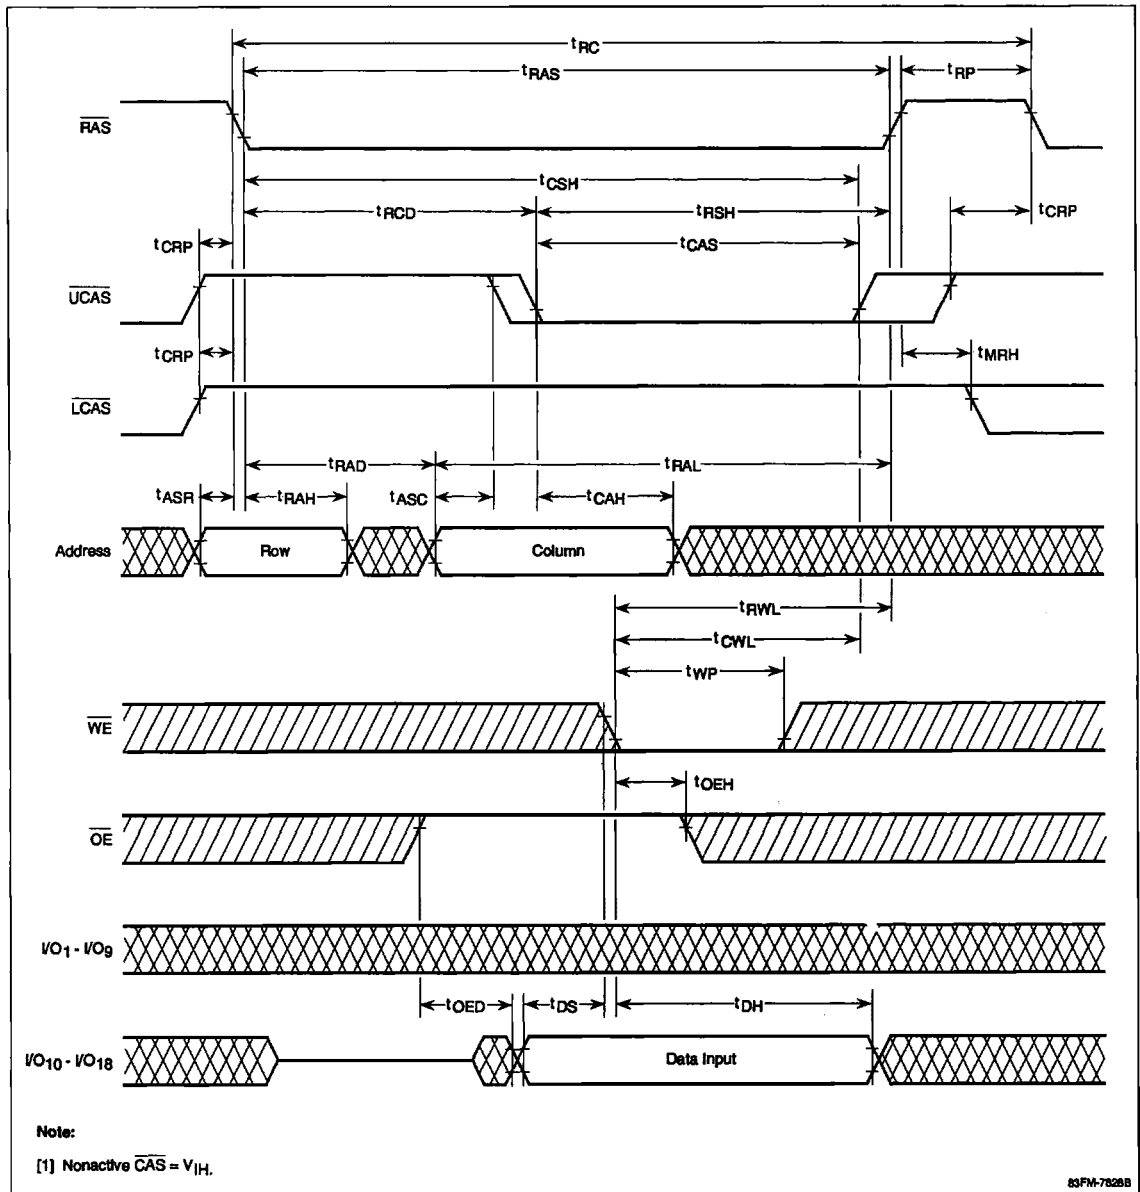 tRC
tRAS
tRP
RAS
tCSH
tRCD
tRSH
tCRP
tCRP
tCAS
UCAS
tCRP
tMRH
LCAS
tRAD
tRAL
tASR
tRAH
tASC
tCAH
Address
Row
Column
tRWL
tCWL
tWP
WE
tOEH
OE
I/O1 - I/O9
tOED
tDS
tDH
I/O10 - I/O18
Data Input
Note:
[1] Nonactive CAS = VIH.
83FM-7828B